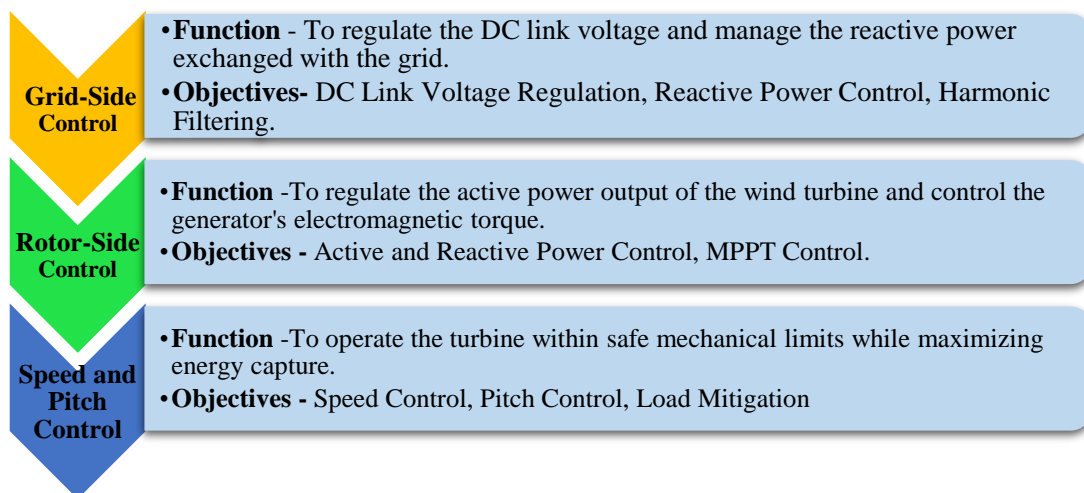 Grid-Side
Control
•Function - To regulate the DC link voltage and manage the reactive power
exchanged with the grid.
•Objectives- DC Link Voltage Regulation, Reactive Power Control, Harmonic
Filtering.
Rotor-Side
Control
•Function -To regulate the active power output of the wind turbine and control the
generator's electromagnetic torque.
•Objectives - Active and Reactive Power Control, MPPT Control.
Speed and
Pitch
Control
•Function -To operate the turbine within safe mechanical limits while maximizing
energy capture.
•Objectives - Speed Control, Pitch Control, Load Mitigation